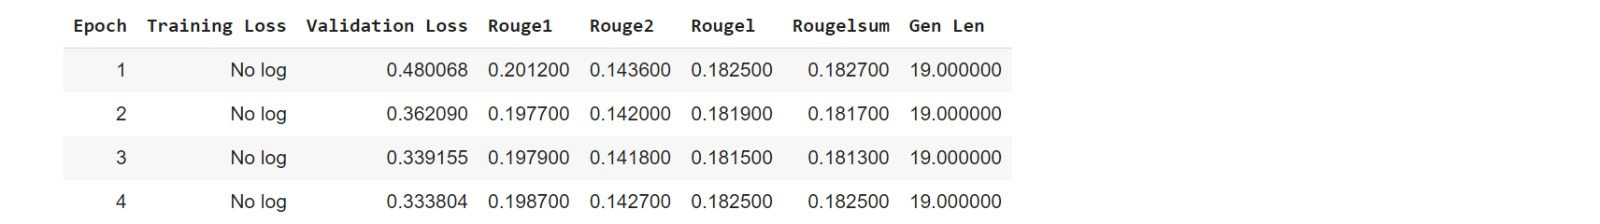 Epoch Training Loss Validation Loss Rouge1 Rouge2 Rougel Rougelsum Gen Len
1 No log 0.480068 0.201200 0.143600 0.182500 0.182700 19.000000
2 No log 0.362090 0.197700 0.142000 0.181900 0.181700 19.000000
3 No log 0.339155 0.197900 0.141800 0.181500 0.181300 19.000000
4 No log 0.333804 0.198700 0.142700 0.182500 0.182500 19.000000